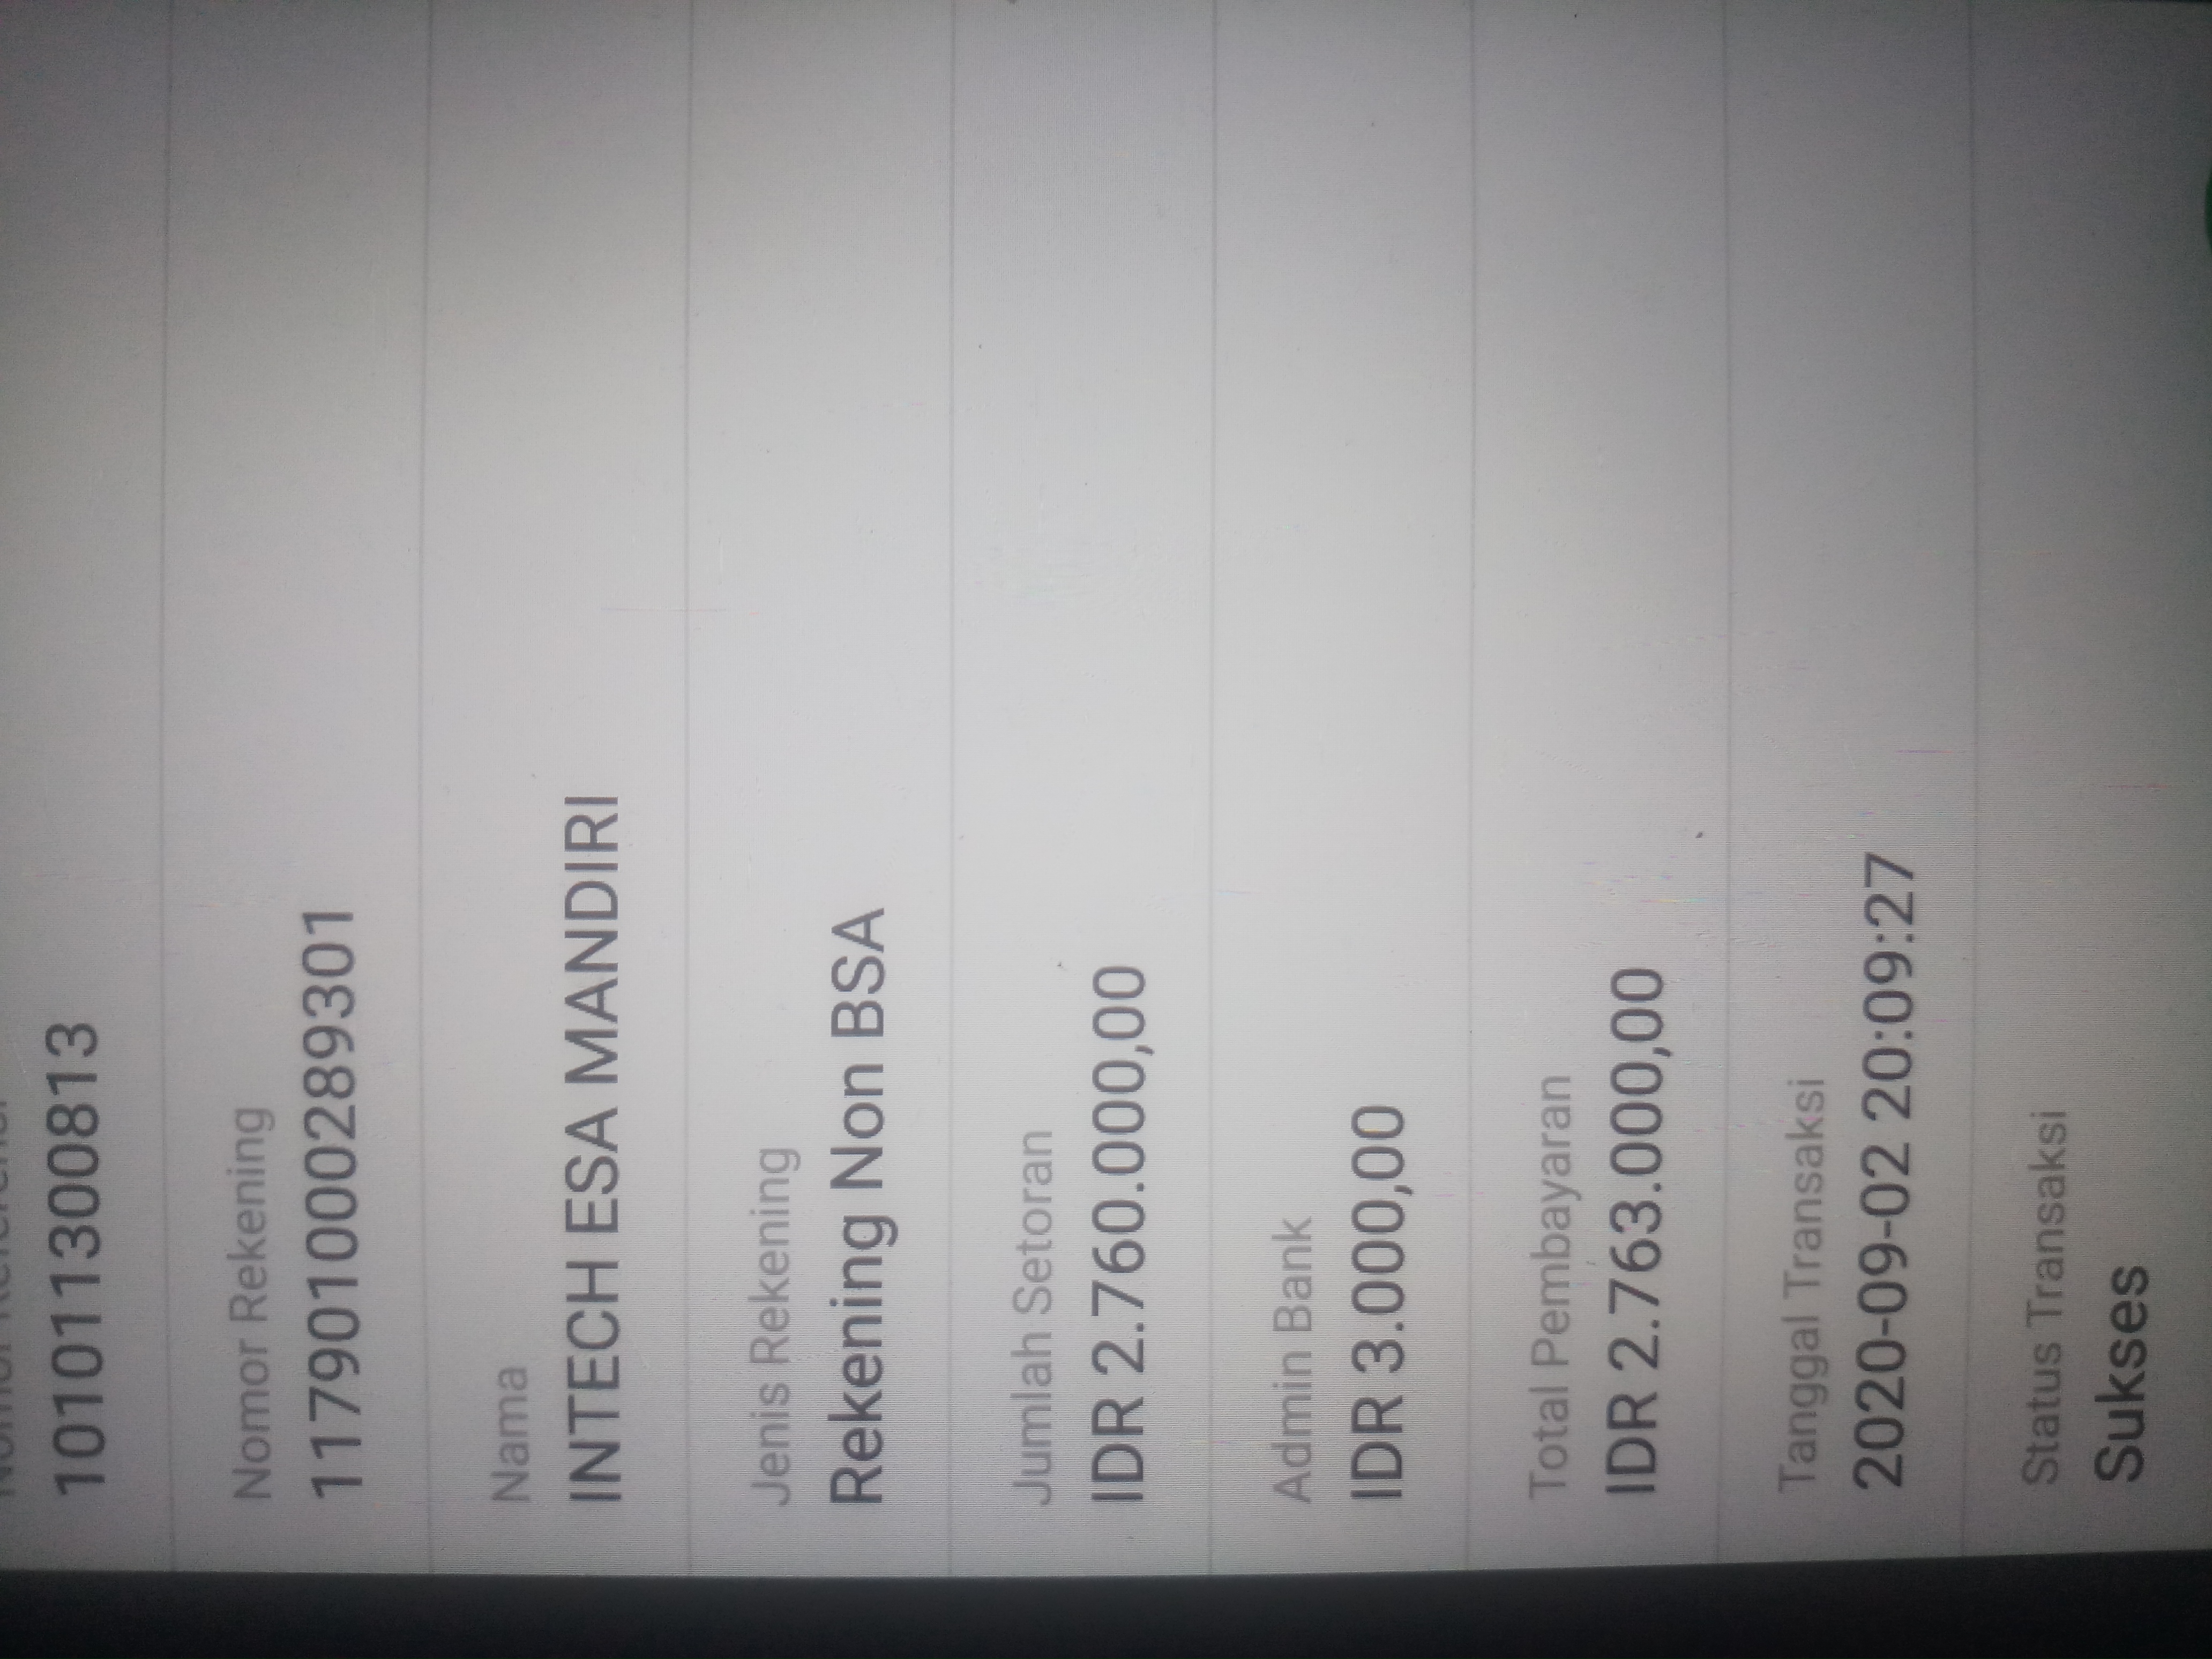 Nomor Referensi
101011300813
Nomor Rekening
117901000289301
Nama
INTECH ESA MANDIRI
Jenis Rekening
Rekening Non BSA
Jumlah Setoran
IDR 2.760.000,00
Admin Bank
IDR 3.000,00
Total Pembayaran
IDR 2.763.000,00
Tanggal Transaksi
2020-09-02 20:09:27
Status Transaksi
Sukses